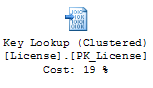 Key Lookup (Clustered)
[License].[PK_License]
Cost: 19 %